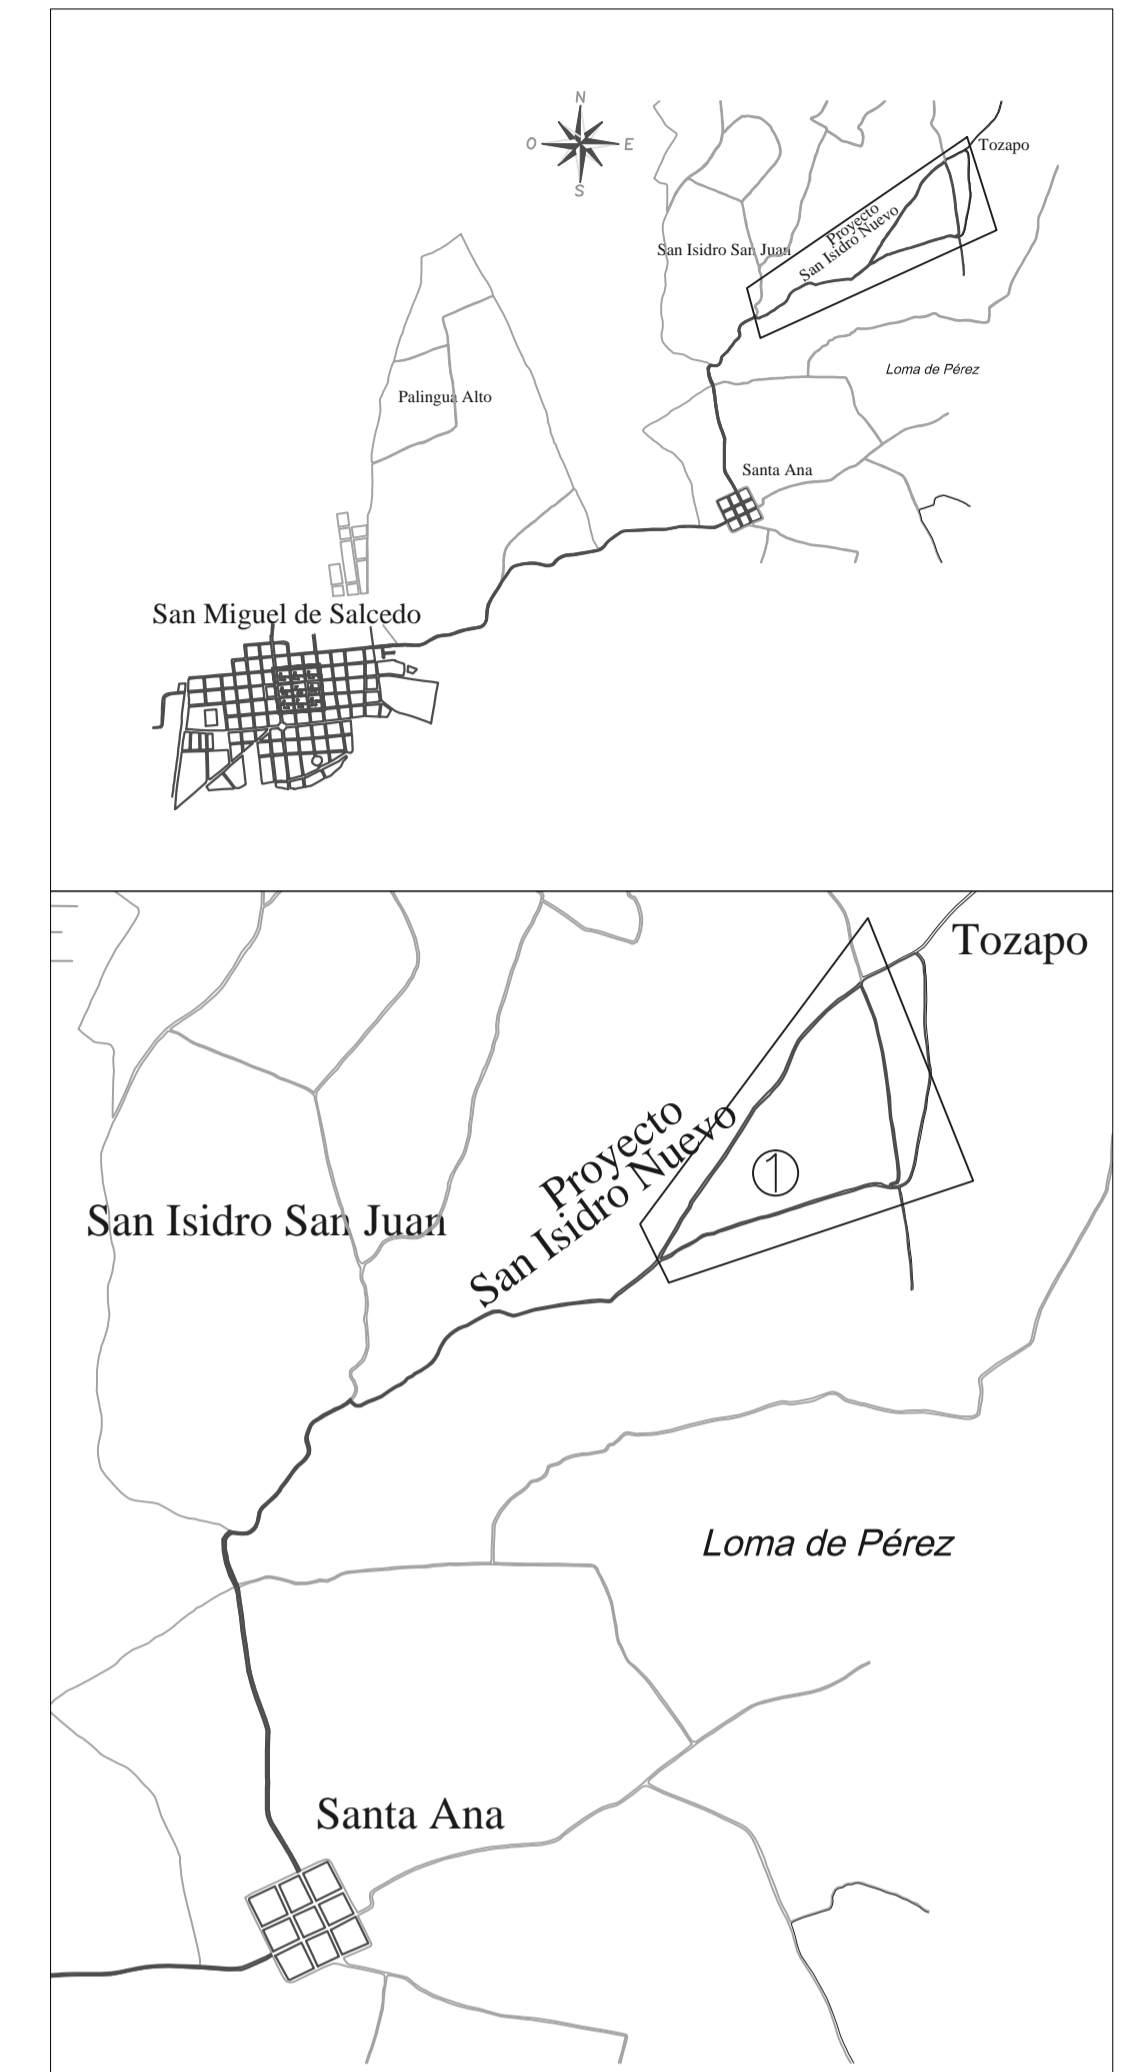 N
O
E
S
Tozapo
Proyecto
San Isidro Nuevo
San Isidro San Juan
Loma de Pérez
Palingua Alto
Santa Ana
San Miguel de Salcedo
Tozapo
Proyecto
San Isidro Nuevo
1
San Isidro San Juan
Loma de Pérez
Santa Ana